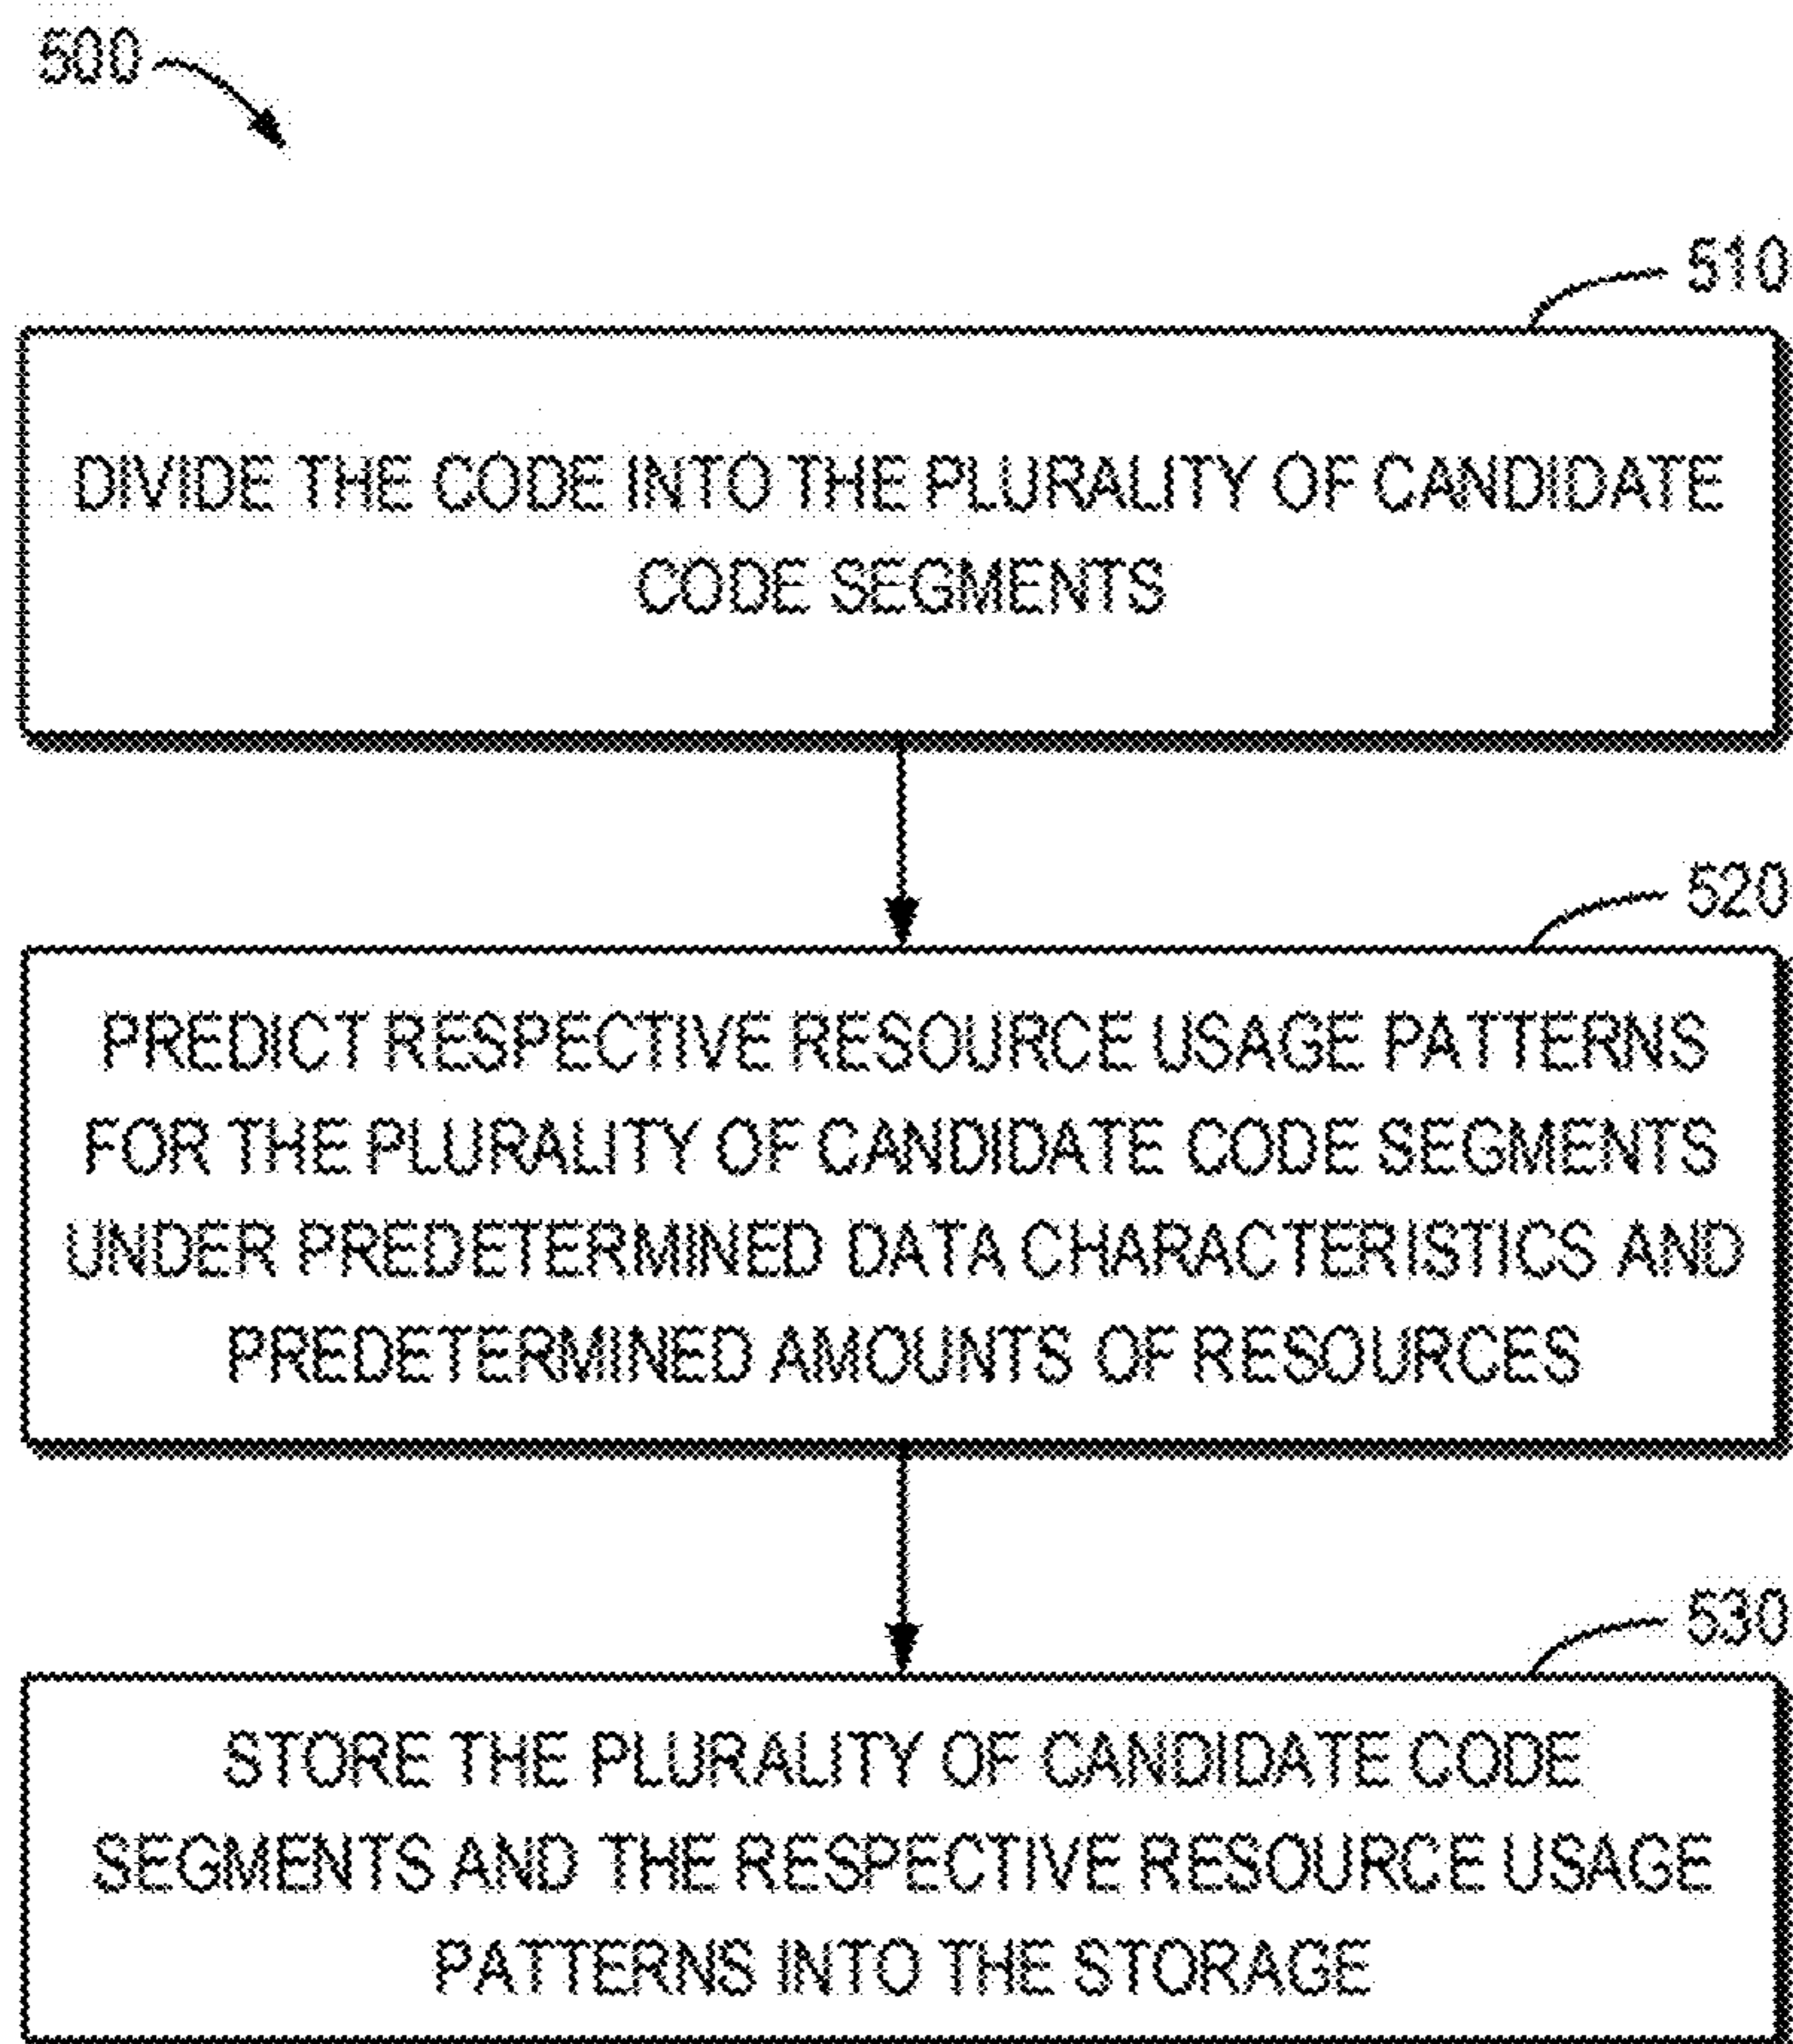 500
510
DIVIDE THE CODE INTO THE PLURALITY OF CANDIDATE
CODE SEGMENTS
520
PREDICT RESPECTIVE RESOURCE USAGE PATTERNS
FOR THE PLURALITY OF CANDIDATE CODE SEGMENTS
UNDER PREDETERMINED DATA CHARACTERISTICS AND
PREDETERMINED AMOUNTS OF RESOURCES
530
STORE THE PLURALITY OF CANDIDATE CODE
SEGMENTS AND THE RESPECTIVE RESOURCE USAGE
PATTERNS INTO THE STORAGE